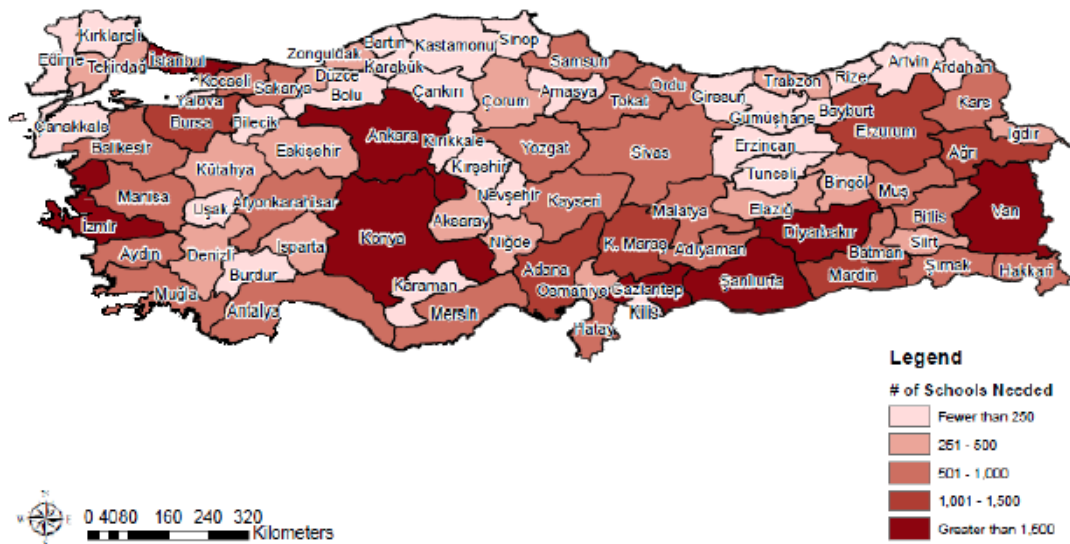 Kırklareli
Edirne
Tekirdağ
İstanbul
Kocaeli
Sakarya
Yalova
Bursa
Bilecik
Çanakkale
Balıkesir
Zonguldak
Bartın
Karabük
Düzce
Bolu
Kastamonu
Sinop
Çankırı
Samsun
Çorum
Amasya
Ordu
Tokat
Giresun
Trabzon
Rize
Artvin
Ardahan
Gümüşhane
Bayburt
Kars
Erzurum
Iğdır
Ağrı
Ankara
Kırıkkale
Yozgat
Sivas
Erzincan
Tunceli
Bingöl
Muş
Van
Eskişehir
Kütahya
Kırşehir
Nevşehir
Kayseri
Malatya
Elazığ
Bitlis
Manisa
Uşak
Afyonkarahisar
Aksaray
Konya
İzmir
Niğde
K. Maraş
Adıyaman
Diyarbakır
Batman
Siirt
Aydın
Denizli
Isparta
Burdur
Karaman
Adana
Osmaniye
Gaziantep
Kilis
Şanlıurfa
Mardin
Şırnak
Hakkari
Muğla
Antalya
Mersin
Hatay
Legend
# of Schools Needed
Fewer than 250
251 - 500
501 - 1,000
1,001 - 1,500
Greater than 1,500
N
W
E
S
0 40 80 160 240 320
Kilometers